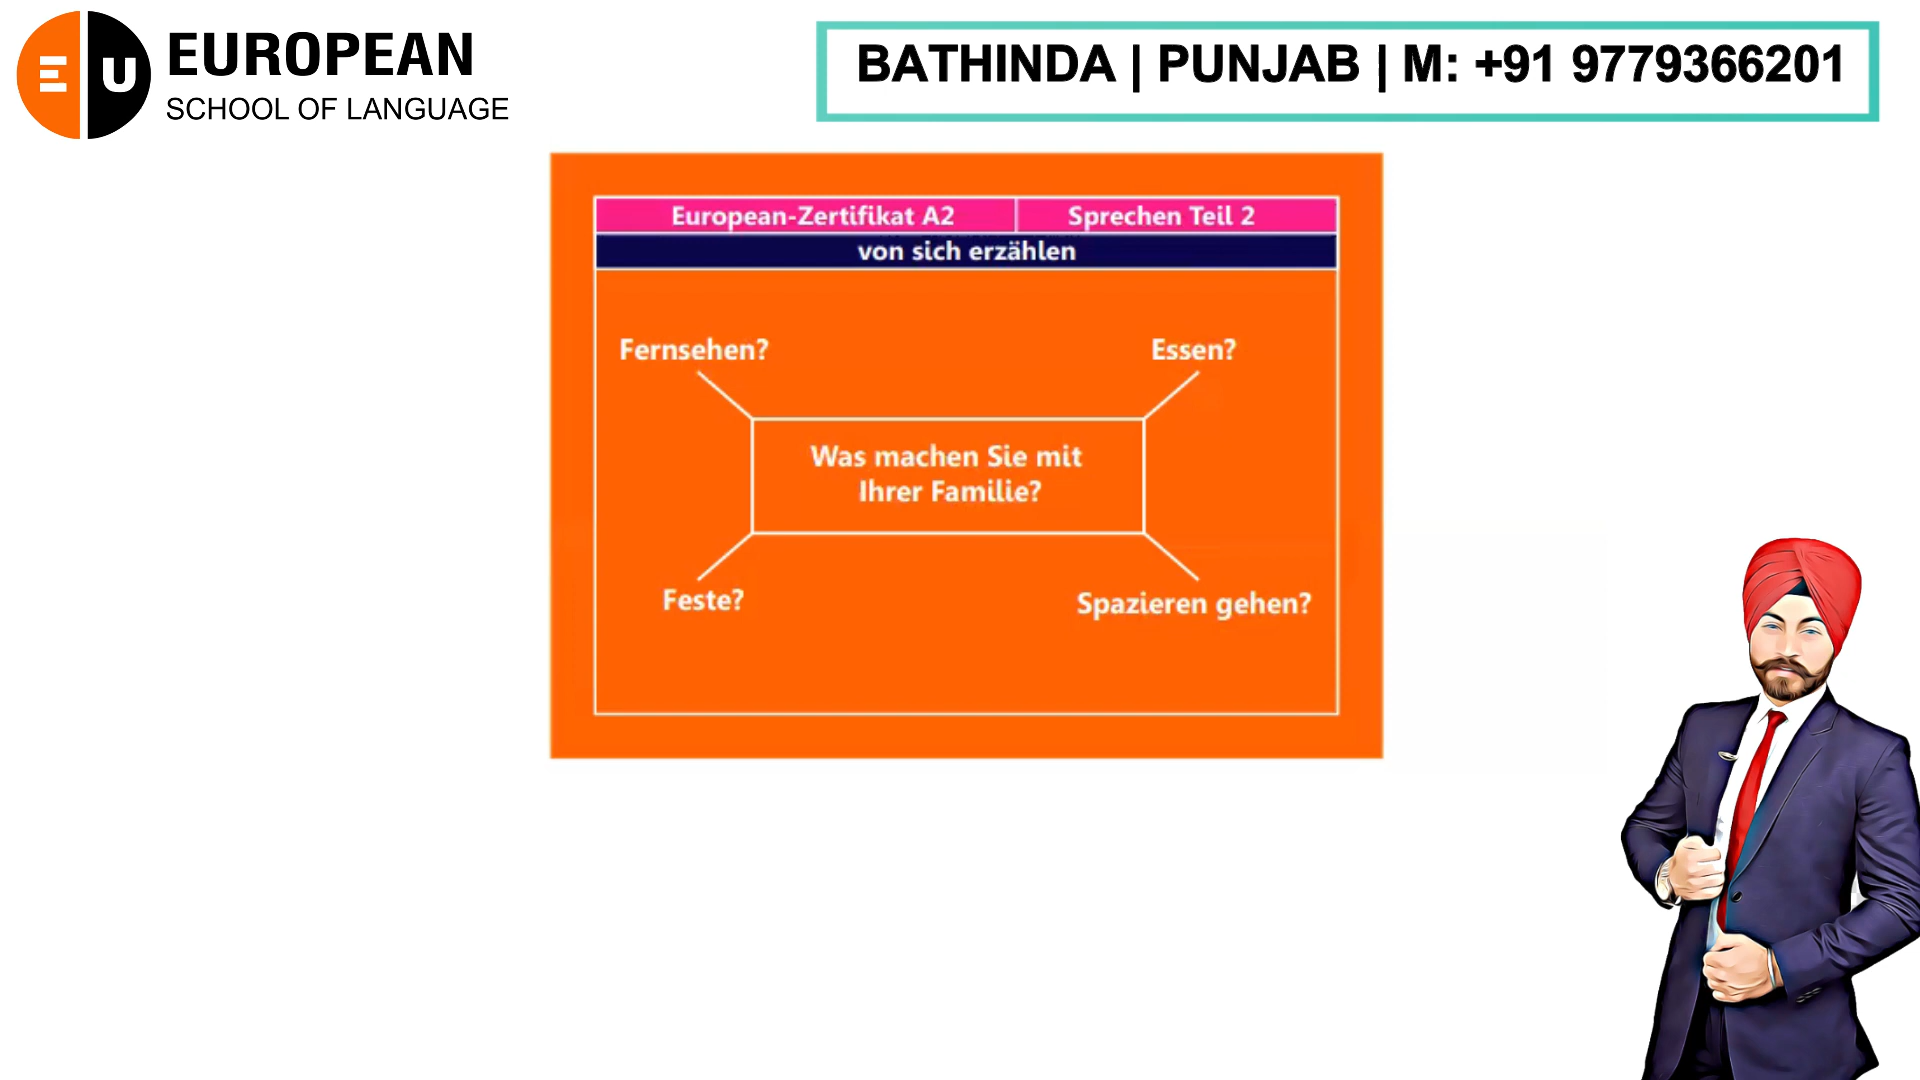 E U EUROPEAN
SCHOOL OF LANGUAGE
BATHINDA | PUNJAB | M: +91 9779366201
European-Zertifikat A2 Sprechen Teil 2
von sich erzählen
Fernsehen? Essen?
Was machen Sie mit
Ihrer Familie?
Feste? Spazieren gehen?